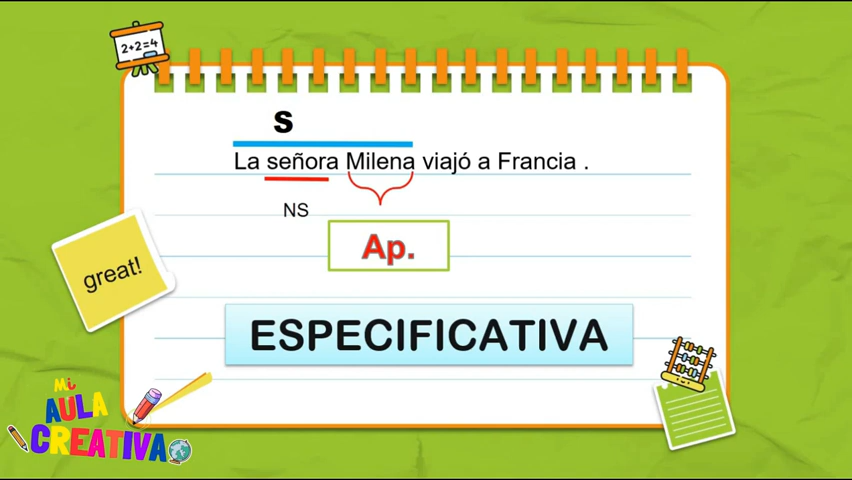 2+2=4
S
La señora Milena viajó a Francia .
NS
Ap.
great!
ESPECIFICATIVA
Mi
AULA
CREATIVA